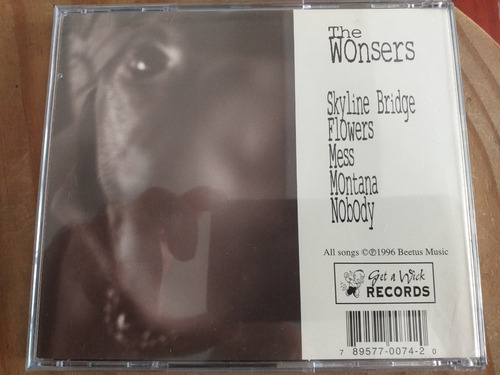 The
WOnsers
Skyline Bridge
Flowers
Mess
Montana
Nobody
All songs ©℗1996 Beetus Music
Get a Wick
RECORDS
7 89577-0074-2 0